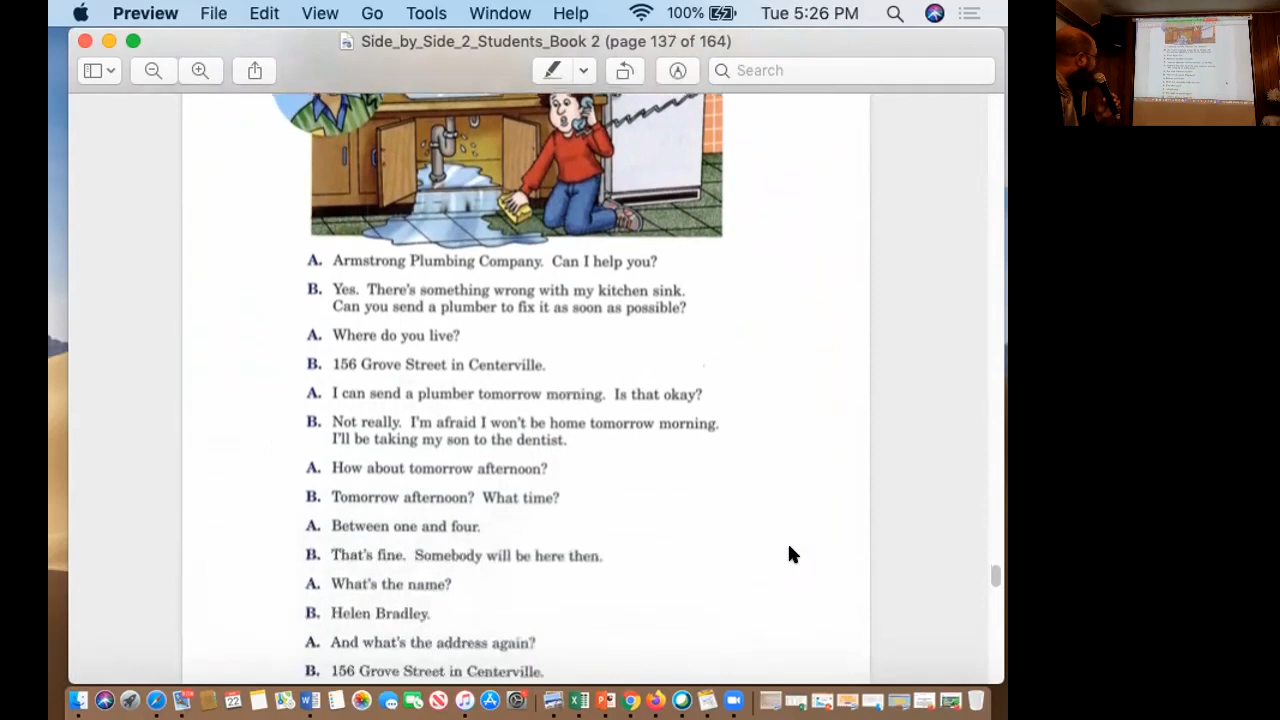 Preview File Edit View Go Tools Window Help 100% Tue 5:26 PM
Side_by_Side_2_Students_Book 2 (page 137 of 164)
Search
A. Armstrong Plumbing Company. Can I help you?
B. Yes. There's something wrong with my kitchen sink.
Can you send a plumber to fix it as soon as possible?
A. Where do you live?
B. 156 Grove Street in Centerville.
A. I can send a plumber tomorrow morning. Is that okay?
B. Not really. I'm afraid I won't be home tomorrow morning.
I'll be taking my son to the dentist.
A. How about tomorrow afternoon?
B. Tomorrow afternoon? What time?
A. Between one and four.
B. That's fine. Somebody will be here then.
A. What's the name?
B. Helen Bradley.
A. And what's the address again?
B. 156 Grove Street in Centerville.
22